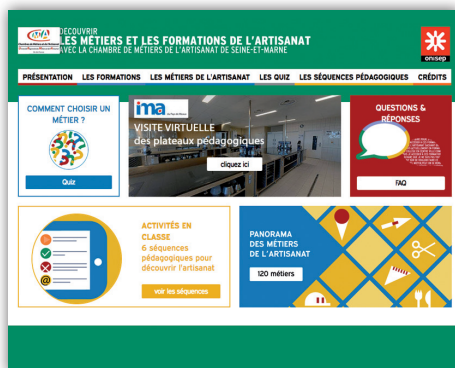 DÉCOUVRIR
LES MÉTIERS ET LES FORMATIONS DE L'ARTISANAT
AVEC LA CHAMBRE DE MÉTIERS DE L'ARTISANAT DE SEINE-ET-MARNE
onisep
PRÉSENTATION LES FORMATIONS LES MÉTIERS DE L'ARTISANAT LES QUIZ LES SÉQUENCES PÉDAGOGIQUES CRÉDITS
COMMENT CHOISIR UN
MÉTIER ?
Quiz
ima
VISITE VIRTUELLE
des plateaux pédagogiques
cliquez ici
QUESTIONS &
RÉPONSES
FAQ
ACTIVITÉS EN
CLASSE
6 séquences
pédagogiques pour
découvrir l'artisanat
voir les séquences
PANORAMA
DES MÉTIERS
DE L'ARTISANAT
120 métiers